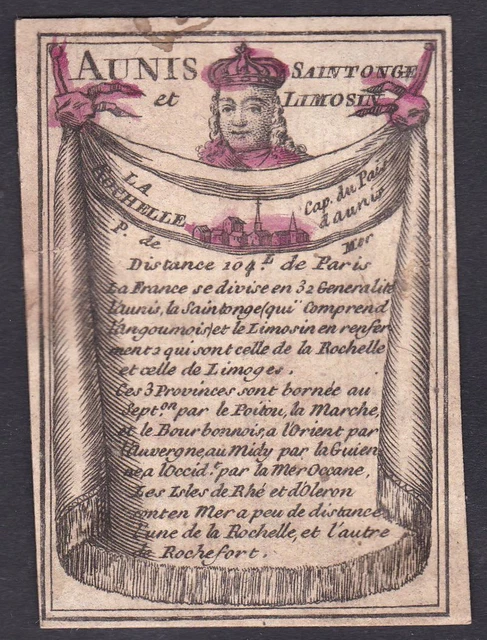 AUNIS SAINTONGE
et LIMOSIN
LA ROCHELLE
Cap. du Pais d'aunis
P. de Mer
Distance 104 L de Paris
La France se divise en 32 Generalité
l'aunis, la Saintonge (qui Comprend
l'angoumois) et le Limosin en renfer
ment 2 qui sont celle de la Rochelle
et celle de Limoges.
Ces 3 Provinces sont bornée au
Sept.on par le Poitou, la Marche,
et le Bourbonnois, a l'Orient par
l'Auvergne, au Midy par la Guien
ne, a l'Occid.t par la Mer Occane,
Les Isles de Rhé et d'Oleron
sont en Mer a peu de distance
l'une de la Rochelle, et l'autre
de Rochefort.